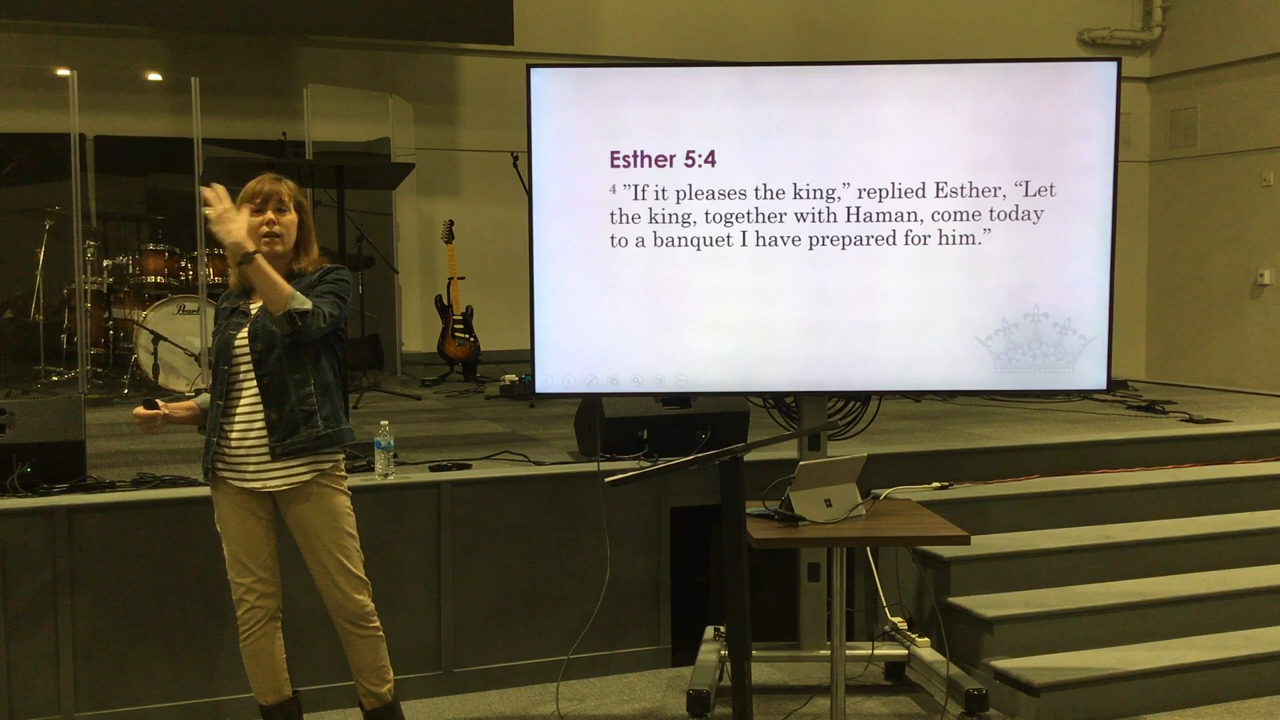 Esther 5:4
4 ”If it pleases the king,” replied Esther, “Let
the king, together with Haman, come today
to a banquet I have prepared for him.”
Pearl